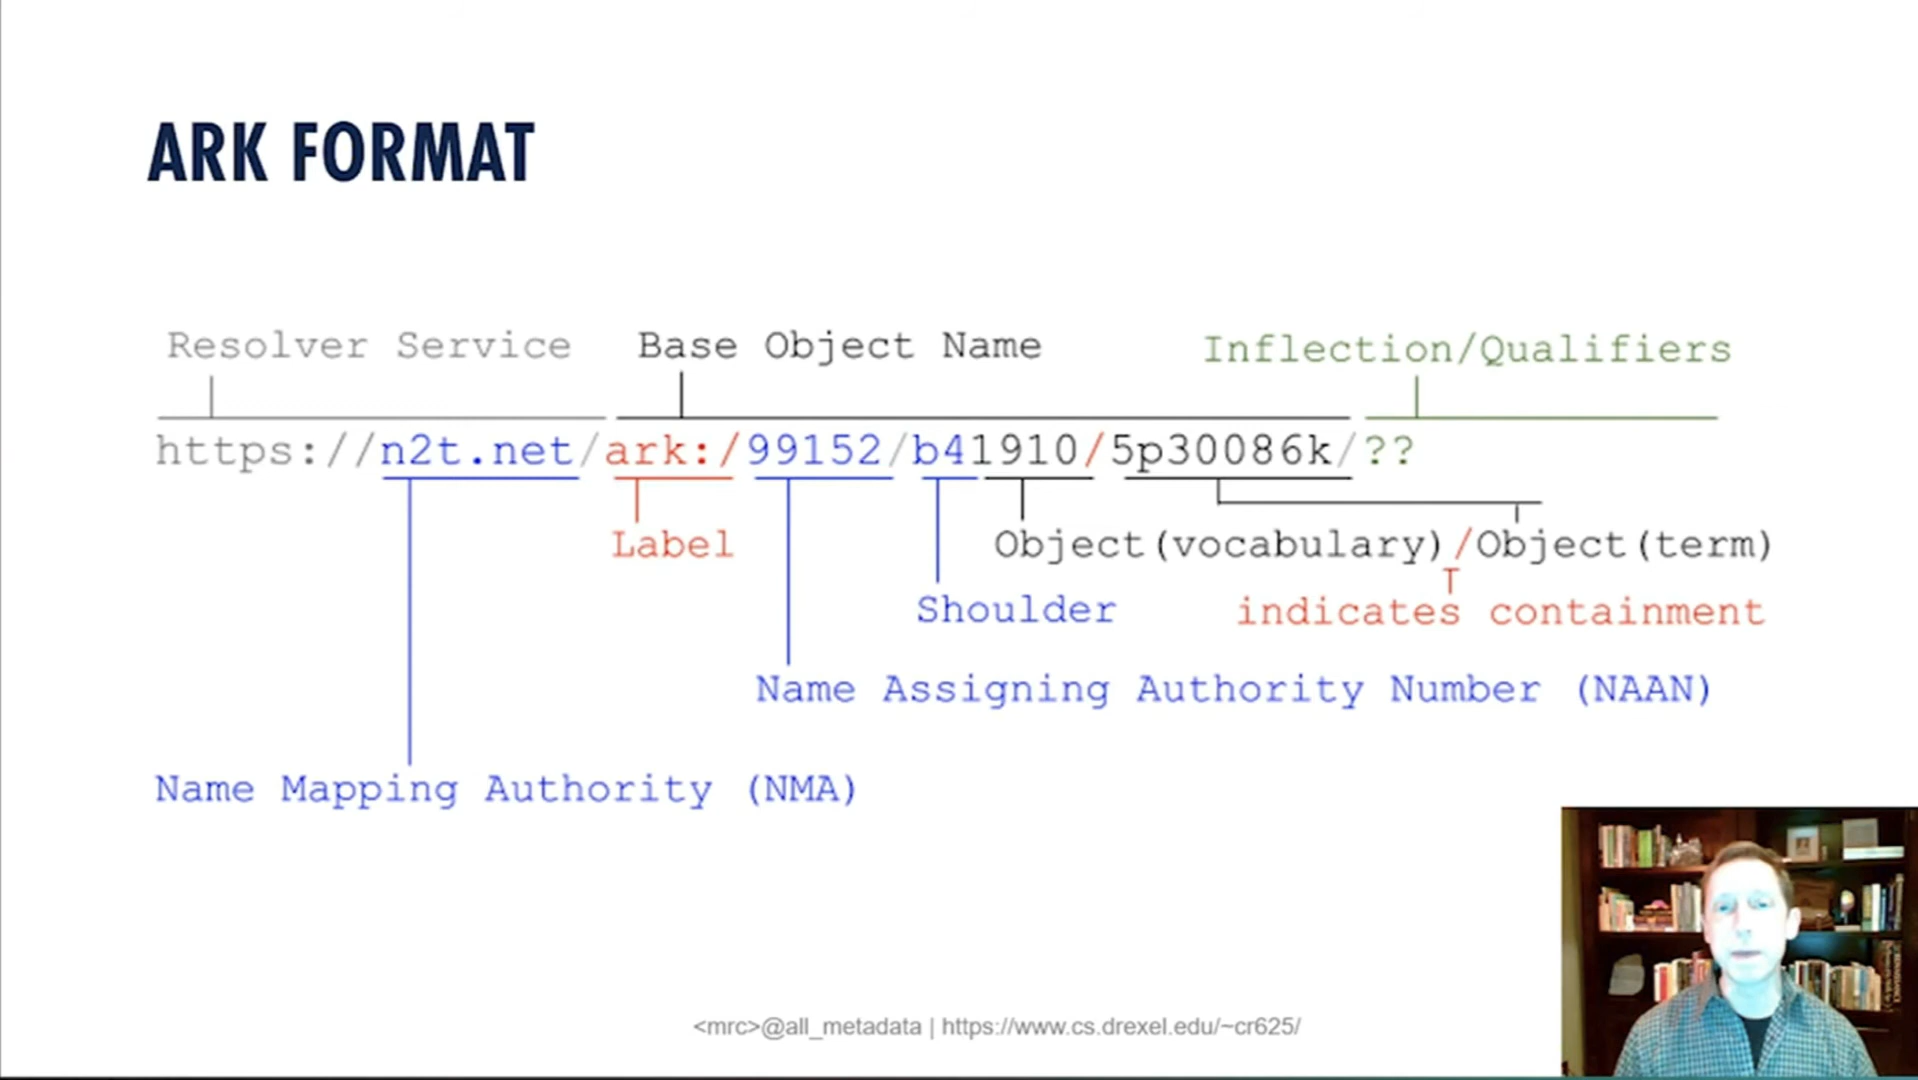 ARK FORMAT
Resolver Service Base Object Name Inflection/Qualifiers
https://n2t.net/ark:/99152/b41910/5p30086k/??
Label Object(vocabulary)/Object(term)
Shoulder indicates containment
Name Assigning Authority Number (NAAN)
Name Mapping Authority (NMA)
<mrc>@all_metadata | https://www.cs.drexel.edu/~cr625/